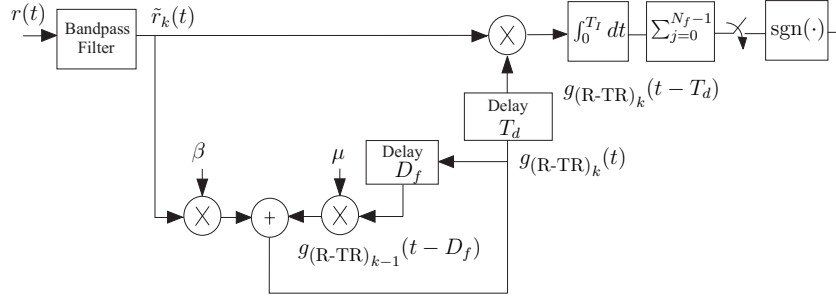 r(t)
Bandpass
Filter
r̃_k(t)
×
∫_0^{T_I} dt
∑_{j=0}^{N_f−1}
sgn(·)
Delay
T_d
g_{(R-TR)_k}(t − T_d)
β
μ
Delay
D_f
g_{(R-TR)_k}(t)
×
+
×
g_{(R-TR)_{k−1}}(t − D_f)